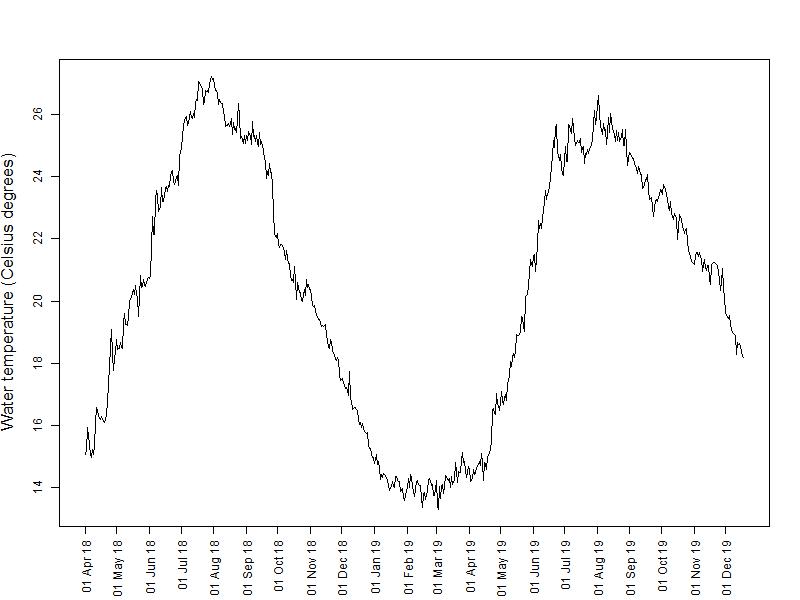 Water temperature (Celsius degrees)
26
24
22
20
18
16
14
01 Apr 18
01 May 18
01 Jun 18
01 Jul 18
01 Aug 18
01 Sep 18
01 Oct 18
01 Nov 18
01 Dec 18
01 Jan 19
01 Feb 19
01 Mar 19
01 Apr 19
01 May 19
01 Jun 19
01 Jul 19
01 Aug 19
01 Sep 19
01 Oct 19
01 Nov 19
01 Dec 19